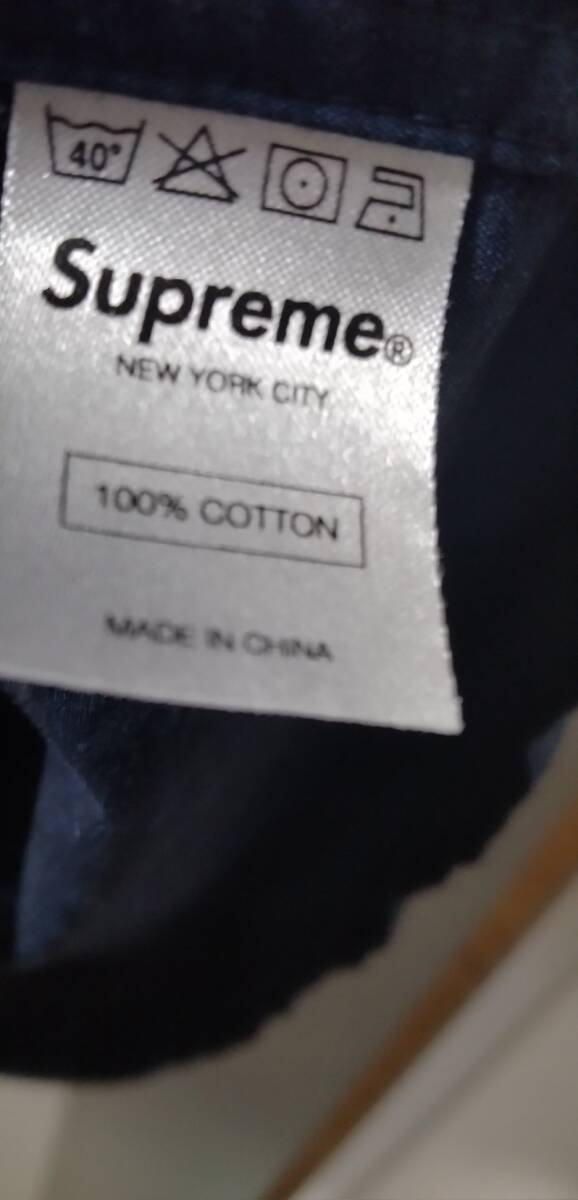 40°
Supreme®
NEW YORK CITY
100% COTTON
MADE IN CHINA